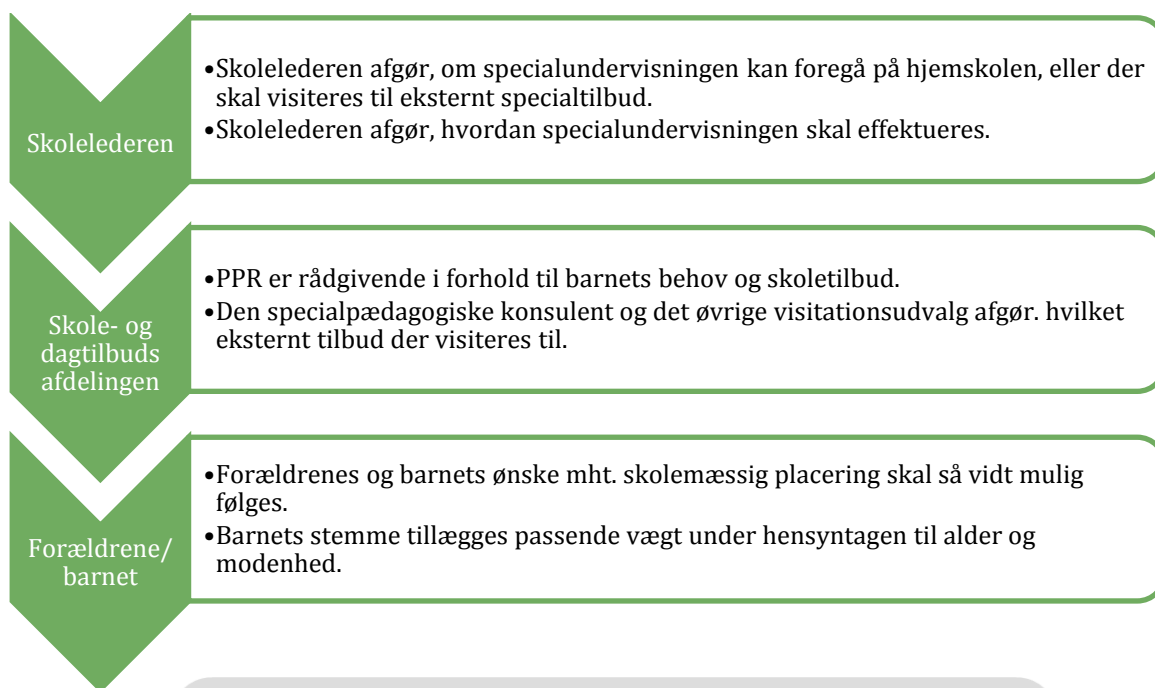 Skolelederen
•Skolelederen afgør, om specialundervisningen kan foregå på hjemskolen, eller der
skal visiteres til eksternt specialtilbud.
•Skolelederen afgør, hvordan specialundervisningen skal effektueres.
Skole- og
dagtilbuds
afdelingen
•PPR er rådgivende i forhold til barnets behov og skoletilbud.
•Den specialpædagogiske konsulent og det øvrige visitationsudvalg afgør. hvilket
eksternt tilbud der visiteres til.
Forældrene/
barnet
•Forældrenes og barnets ønske mht. skolemæssig placering skal så vidt mulig
følges.
•Barnets stemme tillægges passende vægt under hensyntagen til alder og
modenhed.